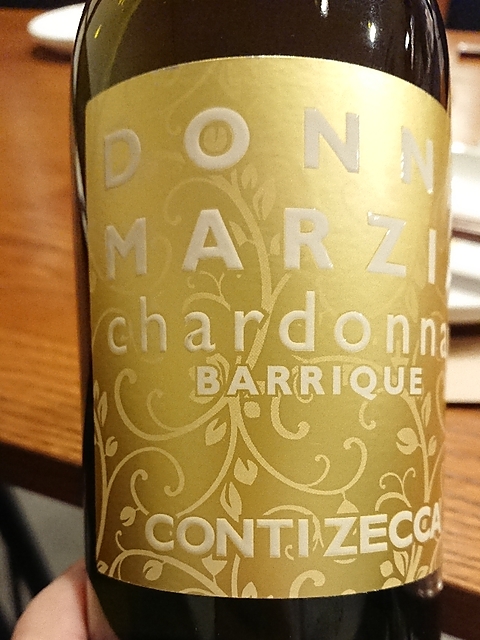 DONN
MARZI
chardonna
BARRIQUE
CONTI ZECCA